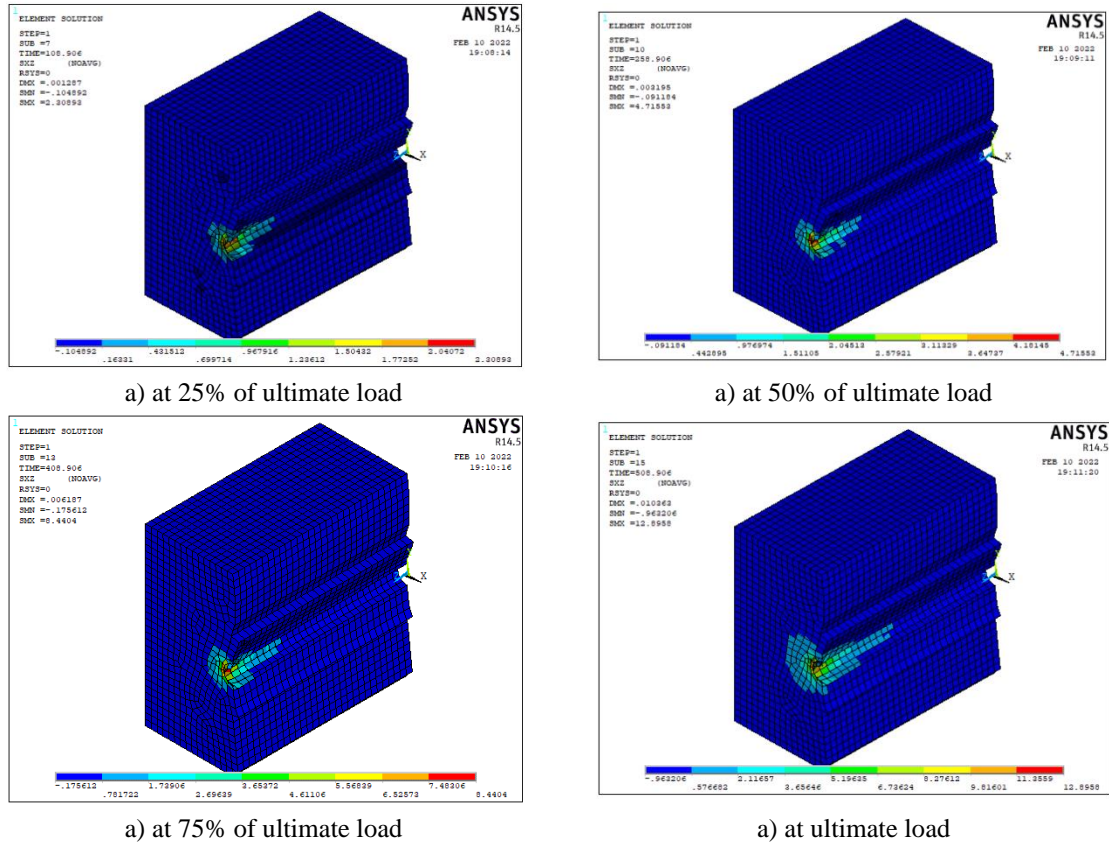 1
ELEMENT SOLUTION
STEP=1
SUB =7
TIME=108.906
SXZ (NOAVG)
RSYS=0
DMX =.001287
SMN =-.104892
SMX =2.30893
ANSYS
R14.5
FEB 10 2022
19:08:14
X
-.104892 .431512 .967916 1.50432 2.04072
.16331 .699714 1.23612 1.77252 2.30893
a) at 25% of ultimate load
1
ELEMENT SOLUTION
STEP=1
SUB =10
TIME=258.906
SXZ (NOAVG)
RSYS=0
DMX =.003195
SMN =-.091184
SMX =4.71553
ANSYS
R14.5
FEB 10 2022
19:09:11
X
-.091184 .976974 2.04513 3.11329 4.18145
.442895 1.51105 2.57921 3.64737 4.71553
a) at 50% of ultimate load
1
ELEMENT SOLUTION
STEP=1
SUB =13
TIME=408.906
SXZ (NOAVG)
RSYS=0
DMX =.006187
SMN =-.175612
SMX =8.4404
ANSYS
R14.5
FEB 10 2022
19:10:16
X
-.175612 1.73906 3.65372 5.56839 7.48306
.781722 2.69639 4.61106 6.52573 8.4404
a) at 75% of ultimate load
1
ELEMENT SOLUTION
STEP=1
SUB =15
TIME=508.906
SXZ (NOAVG)
RSYS=0
DMX =.010363
SMN =-.963206
SMX =12.8958
ANSYS
R14.5
FEB 10 2022
19:11:20
X
-.963206 2.11657 5.19635 8.27612 11.3559
.576682 3.65646 6.73624 9.81601 12.8958
a) at ultimate load